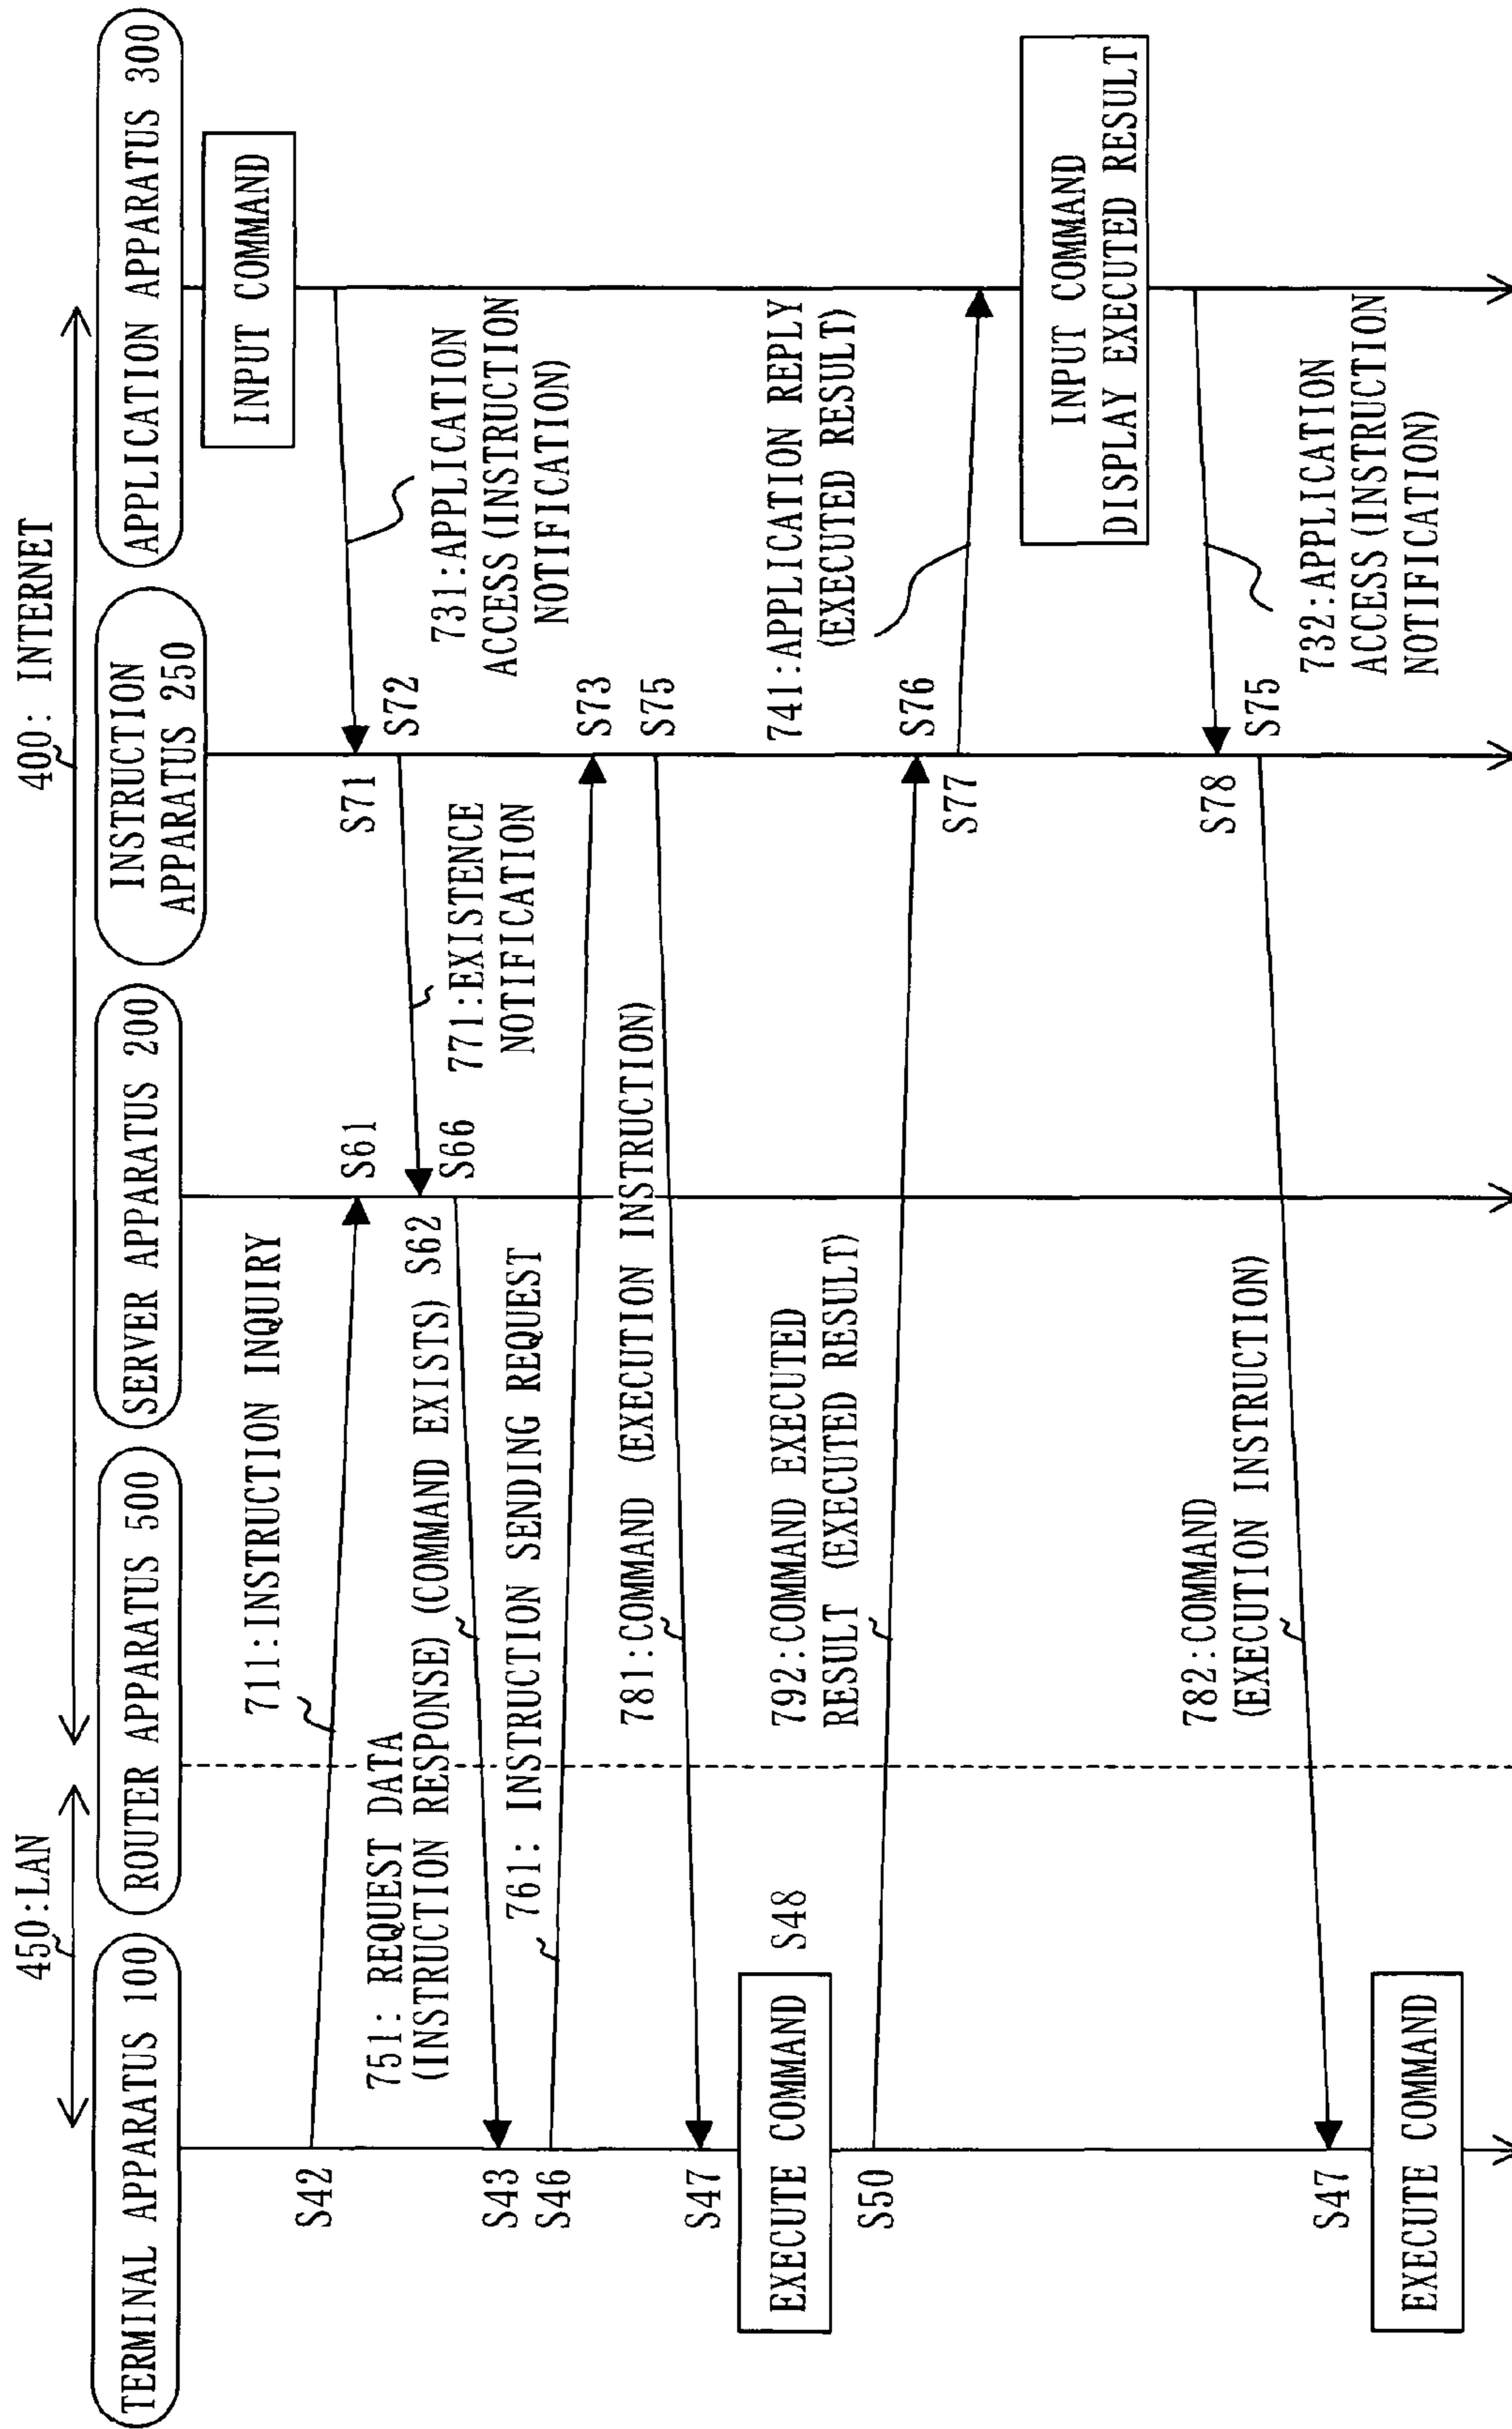 450:LAN
400: INTERNET
TERMINAL APPARATUS 100
ROUTER APPARATUS 500
SERVER APPARATUS 200
INSTRUCTION
APPARATUS 250
APPLICATION APPARATUS 300
INPUT COMMAND
S42
711:INSTRUCTION INQUIRY
S61
S71
731:APPLICATION
ACCESS(INSTRUCTION
NOTIFICATION)
S72
771:EXISTENCE
NOTIFICATION
S62
S66
751: REQUEST DATA
(INSTRUCTION RESPONSE)(COMMAND EXISTS)
S43
S46
761: INSTRUCTION SENDING REQUEST
S73
S75
781:COMMAND (EXECUTION INSTRUCTION)
S47
EXECUTE COMMAND
S48
S50
792:COMMAND EXECUTED
RESULT (EXECUTED RESULT)
S76
S77
741:APPLICATION REPLY
(EXECUTED RESULT)
INPUT COMMAND
DISPLAY EXECUTED RESULT
732:APPLICATION
ACCESS(INSTRUCTION
NOTIFICATION)
S78
S75
782:COMMAND
(EXECUTION INSTRUCTION)
S47
EXECUTE COMMAND